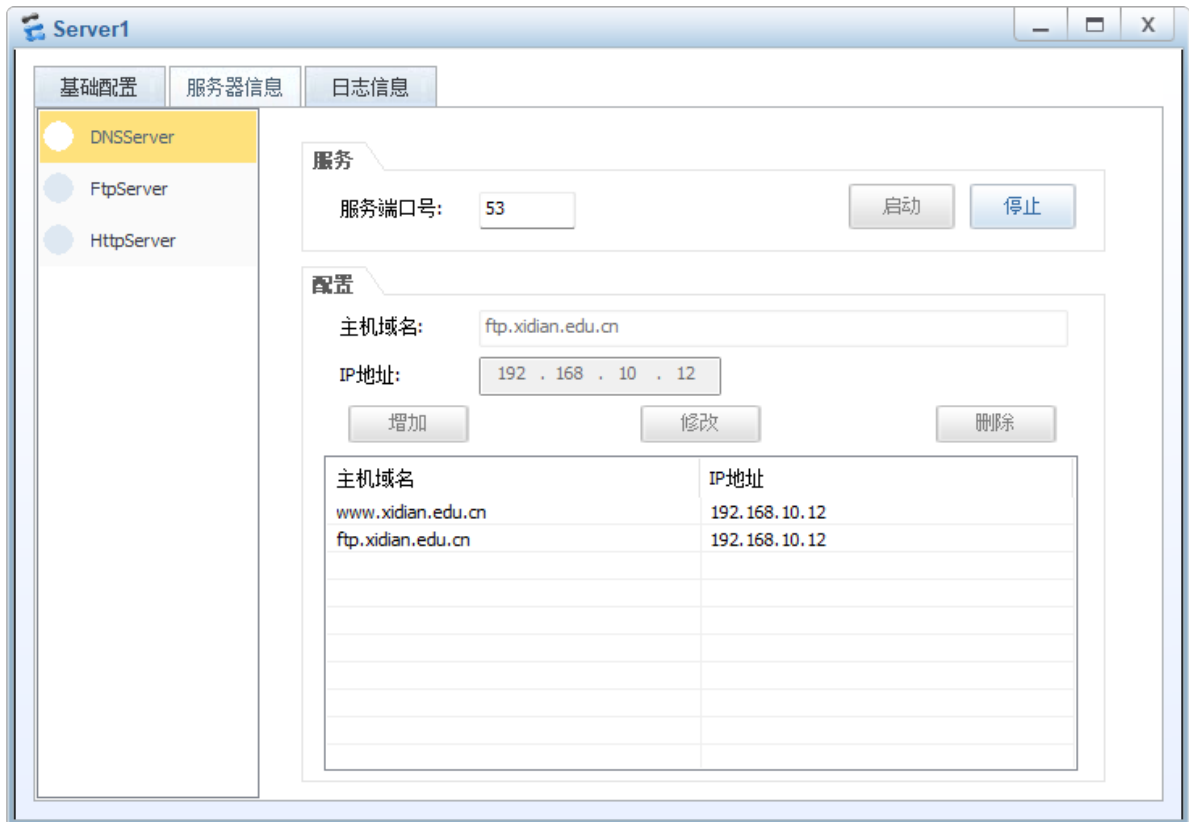 Server1
X
基础配置 服务器信息 日志信息
DNSServer
FtpServer
HttpServer
服务
服务端口号: 53 启动 停止
配置
主机域名: ftp.xidian.edu.cn
IP地址: 192 . 168 . 10 . 12
增加 修改 删除
主机域名 IP地址
www.xidian.edu.cn 192.168.10.12
ftp.xidian.edu.cn 192.168.10.12